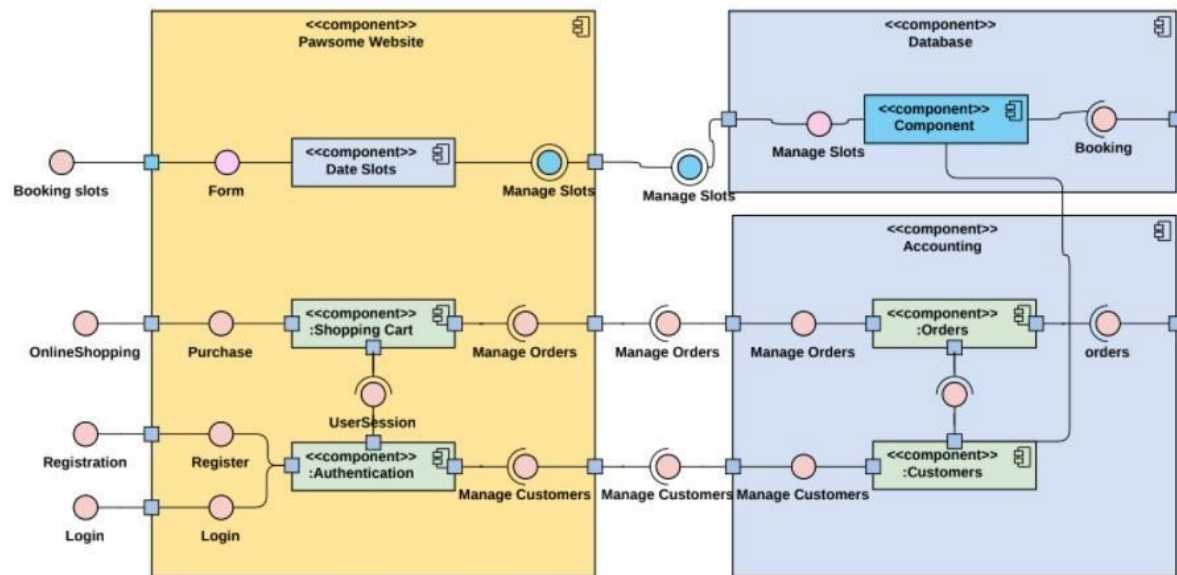 <<component>>
Pawsome Website
<<component>>
Database
<<component>>
Component
Manage Slots
Booking
<<component>>
Date Slots
Booking slots
Form
Manage Slots
Manage Slots
<<component>>
Accounting
<<component>>
:Shopping Cart
<<component>>
:Orders
OnlineShopping
Purchase
Manage Orders
Manage Orders
Manage Orders
orders
UserSession
Registration
Register
<<component>>
:Authentication
Manage Customers
Manage Customers
Manage Customers
<<component>>
:Customers
Login
Login